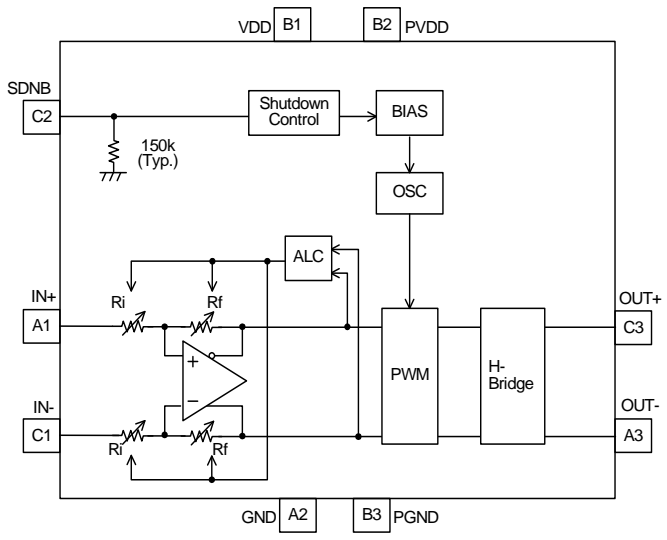 VDD B1 B2 PVDD
SDNB
C2
Shutdown
Control
BIAS
150k
(Typ.)
OSC
ALC
IN+
Ri Rf
OUT+
A1
C3
+
PWM
H-
Bridge
−
IN-
OUT-
C1
A3
Ri Rf
GND A2 B3 PGND